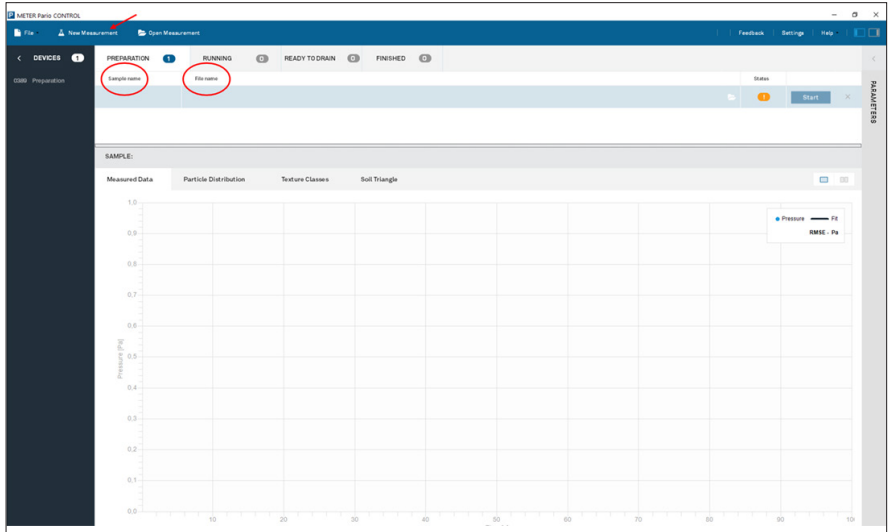 METER Pario CONTROL
File New Measurement Open Measurement Feedback Settings Help
DEVICES 1 PREPARATION 1 RUNNING 0 READY TO DRAIN 0 FINISHED 0
0389 Preparation Sample name File name Status
1 Start
PARAMETERS
SAMPLE:
Measured Data Particle Distribution Texture Classes Soil Triangle
Pressure Fit
RMSE - Pa
Pressure [Pa]
1,0
0,9
0,8
0,7
0,6
0,5
0,4
0,3
0,2
0,1
0,0
10 20 30 40 50 60 70 80 90 100